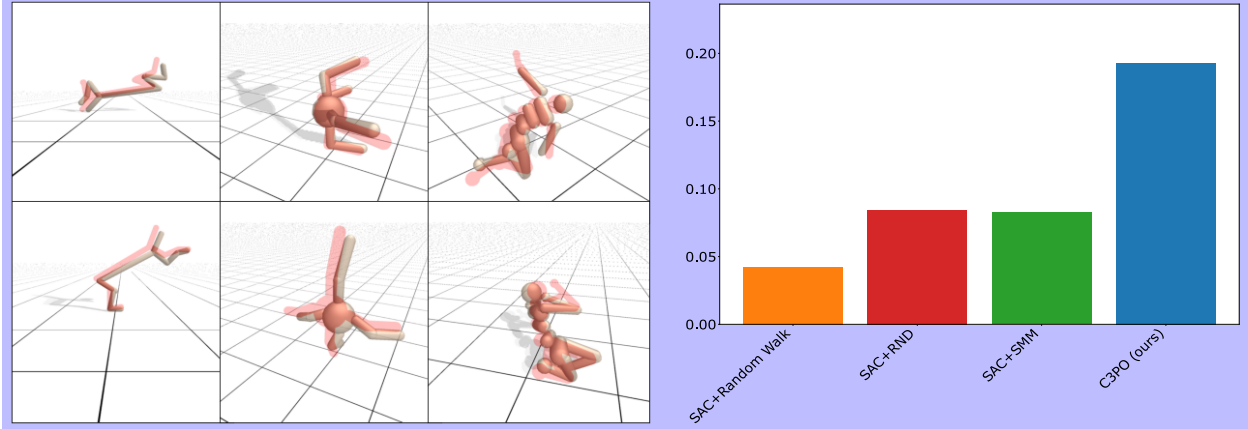 0.20
0.15
0.10
0.05
0.00
SAC+Random Walk
SAC+RND
SAC+SMM
C3PO (ours)